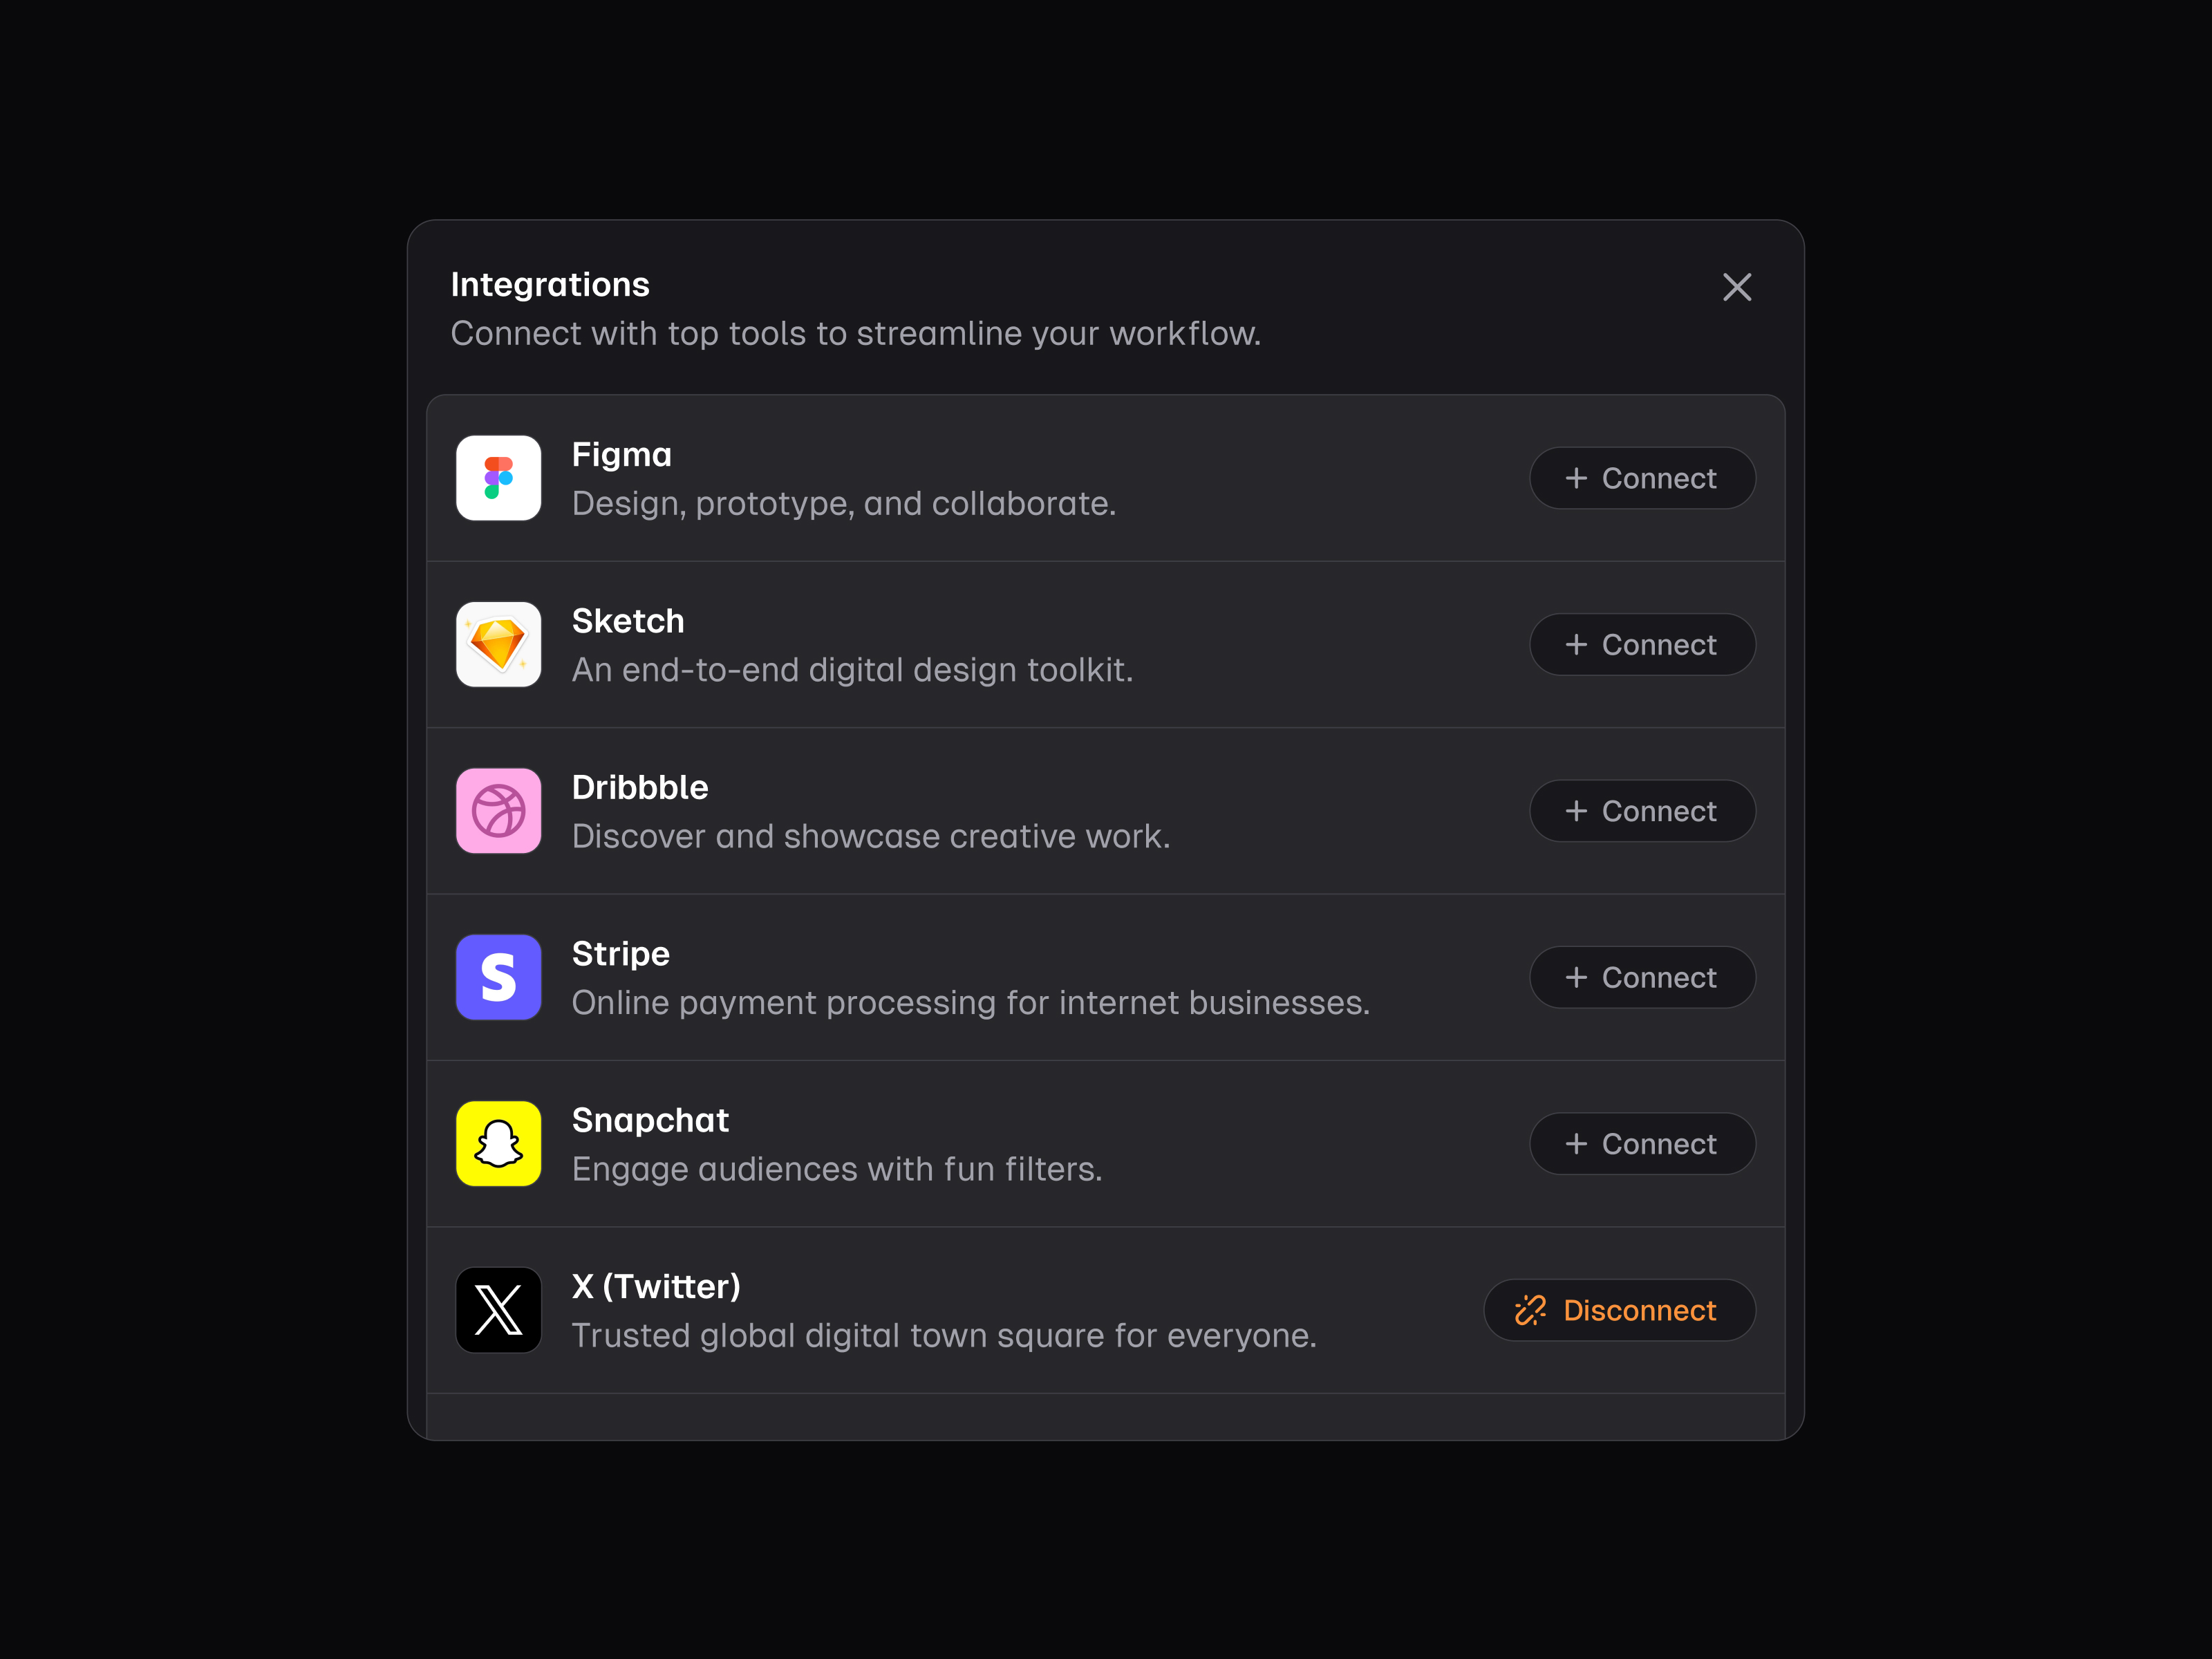 Integrations
Connect with top tools to streamline your workflow.
Figma
Design, prototype, and collaborate.
Connect
Sketch
An end-to-end digital design toolkit.
Connect
Dribbble
Discover and showcase creative work.
Connect
Stripe
Online payment processing for internet businesses.
Connect
Snapchat
Engage audiences with fun filters.
Connect
X (Twitter)
Trusted global digital town square for everyone.
Disconnect